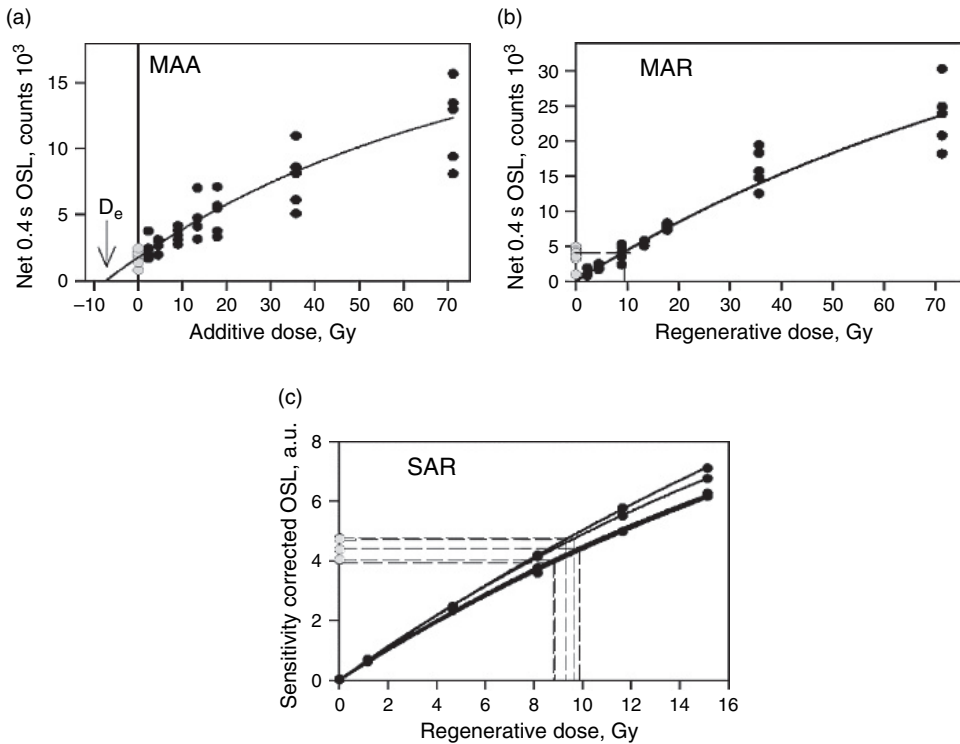 (a)
MAA
Net 0.4 s OSL, counts 10³
15
10
5
0
Dₑ
−10 0 10 20 30 40 50 60 70
Additive dose, Gy
(b)
MAR
Net 0.4 s OSL, counts 10³
30
25
20
15
10
5
0
0 10 20 30 40 50 60 70
Regenerative dose, Gy
(c)
SAR
Sensitivity corrected OSL, a.u.
8
6
4
2
0
0 2 4 6 8 10 12 14 16
Regenerative dose, Gy